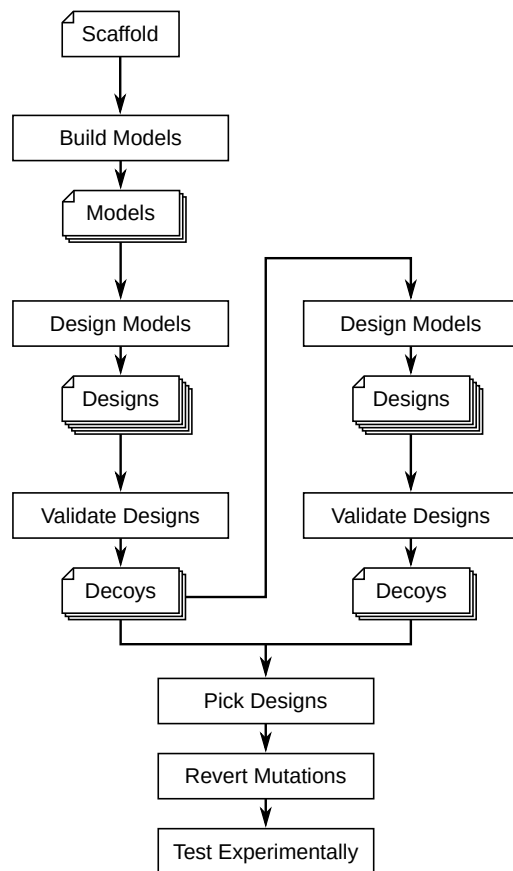 Scaffold
Build Models
Models
Design Models
Designs
Validate Designs
Decoys
Design Models
Designs
Validate Designs
Decoys
Pick Designs
Revert Mutations
Test Experimentally